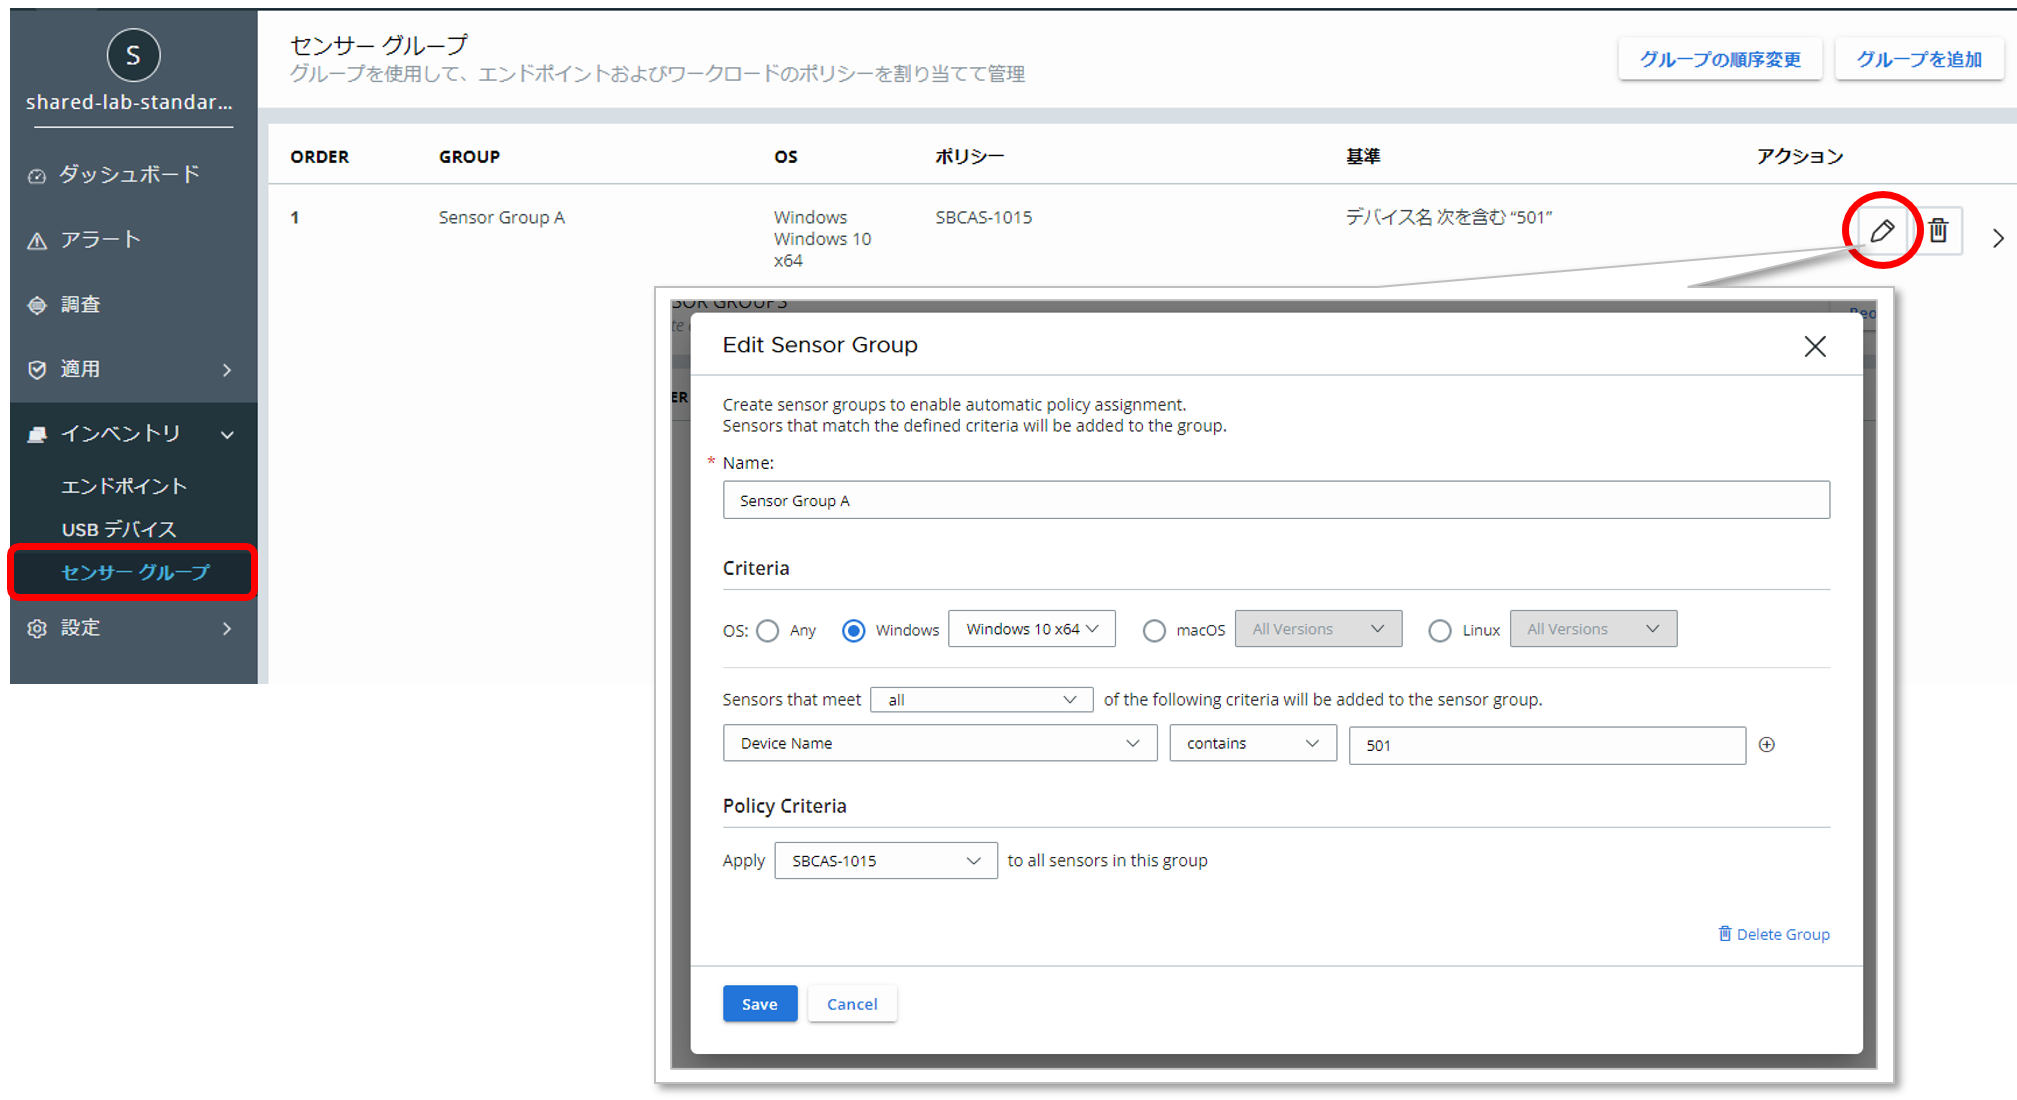 S
shared-lab-standar...
ダッシュボード
アラート
調査
適用
インベントリ
エンドポイント
USB デバイス
センサー グループ
設定
センサー グループ
グループを使用して、エンドポイントおよびワークロードのポリシーを割り当てて管理
グループの順序変更
グループを追加
ORDER GROUP OS ポリシー 基準 アクション
1 Sensor Group A Windows SBCAS-1015 デバイス名 次を含む “501”
Windows 10
x64
Edit Sensor Group
Create sensor groups to enable automatic policy assignment.
Sensors that match the defined criteria will be added to the group.
* Name:
Sensor Group A
Criteria
OS: Any Windows Windows 10 x64 macOS All Versions Linux All Versions
Sensors that meet all of the following criteria will be added to the sensor group.
Device Name contains 501
Policy Criteria
Apply SBCAS-1015 to all sensors in this group
Delete Group
Save Cancel